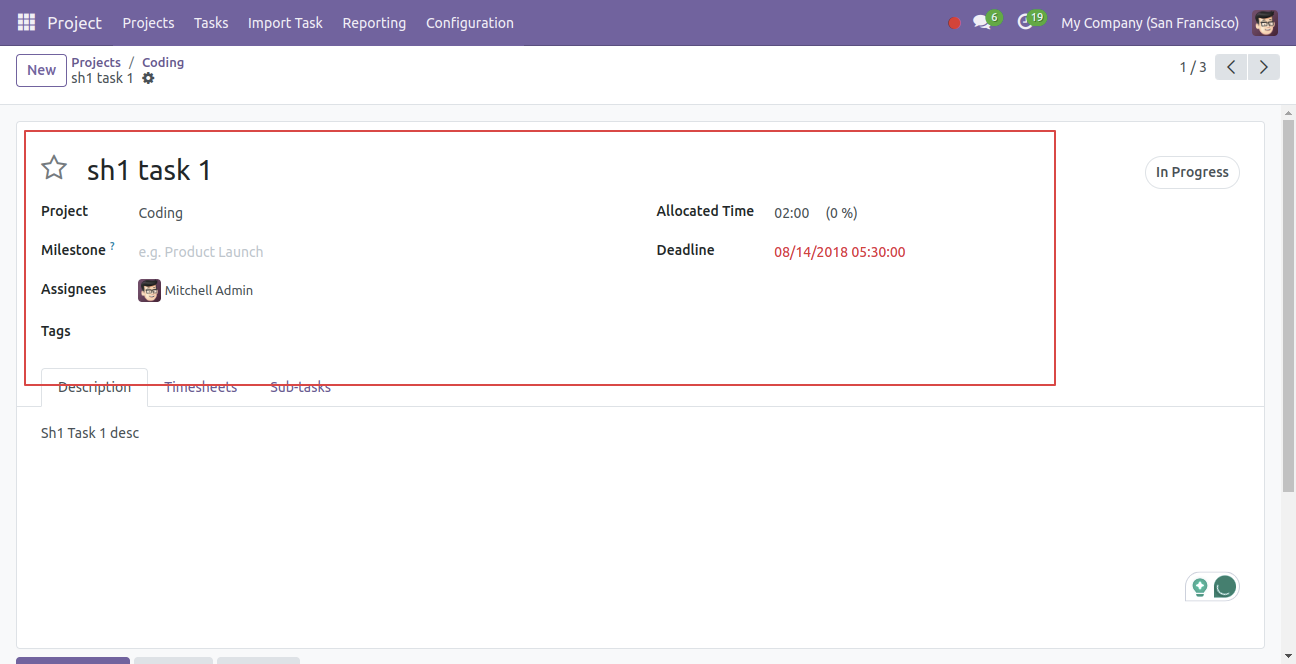 Project Projects Tasks Import Task Reporting Configuration 6 19 My Company (San Francisco)
New Projects / Coding
sh1 task 1
1 / 3
sh1 task 1
In Progress
Project Coding Allocated Time 02:00 (0 %)
Milestone ? e.g. Product Launch Deadline 08/14/2018 05:30:00
Assignees Mitchell Admin
Tags
Description Timesheets Sub-tasks
Sh1 Task 1 desc